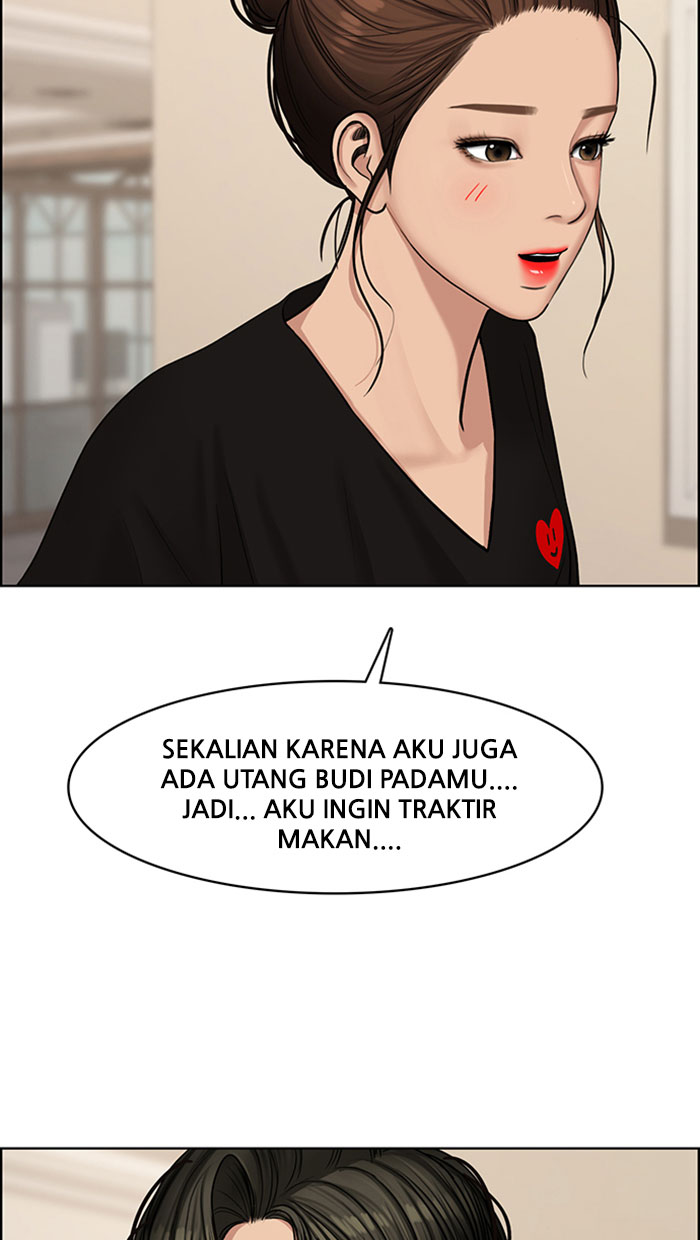 SEKALIAN KARENA AKU JUGA
ADA UTANG BUDI PADAMU....
JADI... AKU INGIN TRAKTIR
MAKAN....